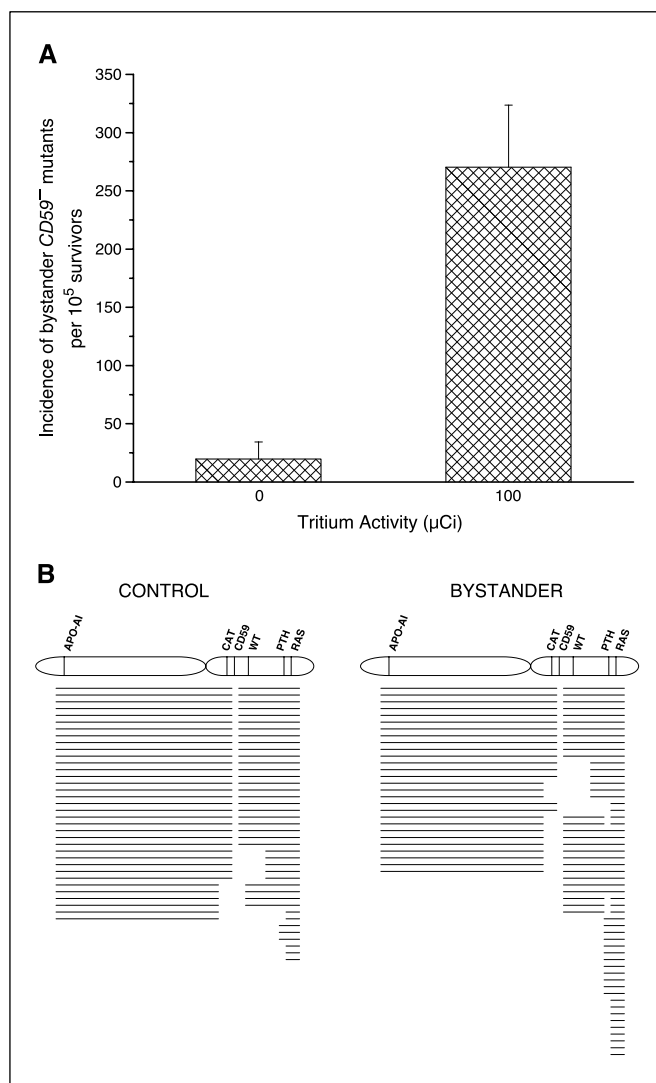 A
Incidence of bystander CD59⁻ mutants
per 10⁵ survivors
350
300
250
200
150
100
50
0
0
100
Tritium Activity (µCi)
B
CONTROL
BYSTANDER
APO-AI
CAT
CD59
WT
PTH
RAS
APO-AI
CAT
CD59
WT
PTH
RAS